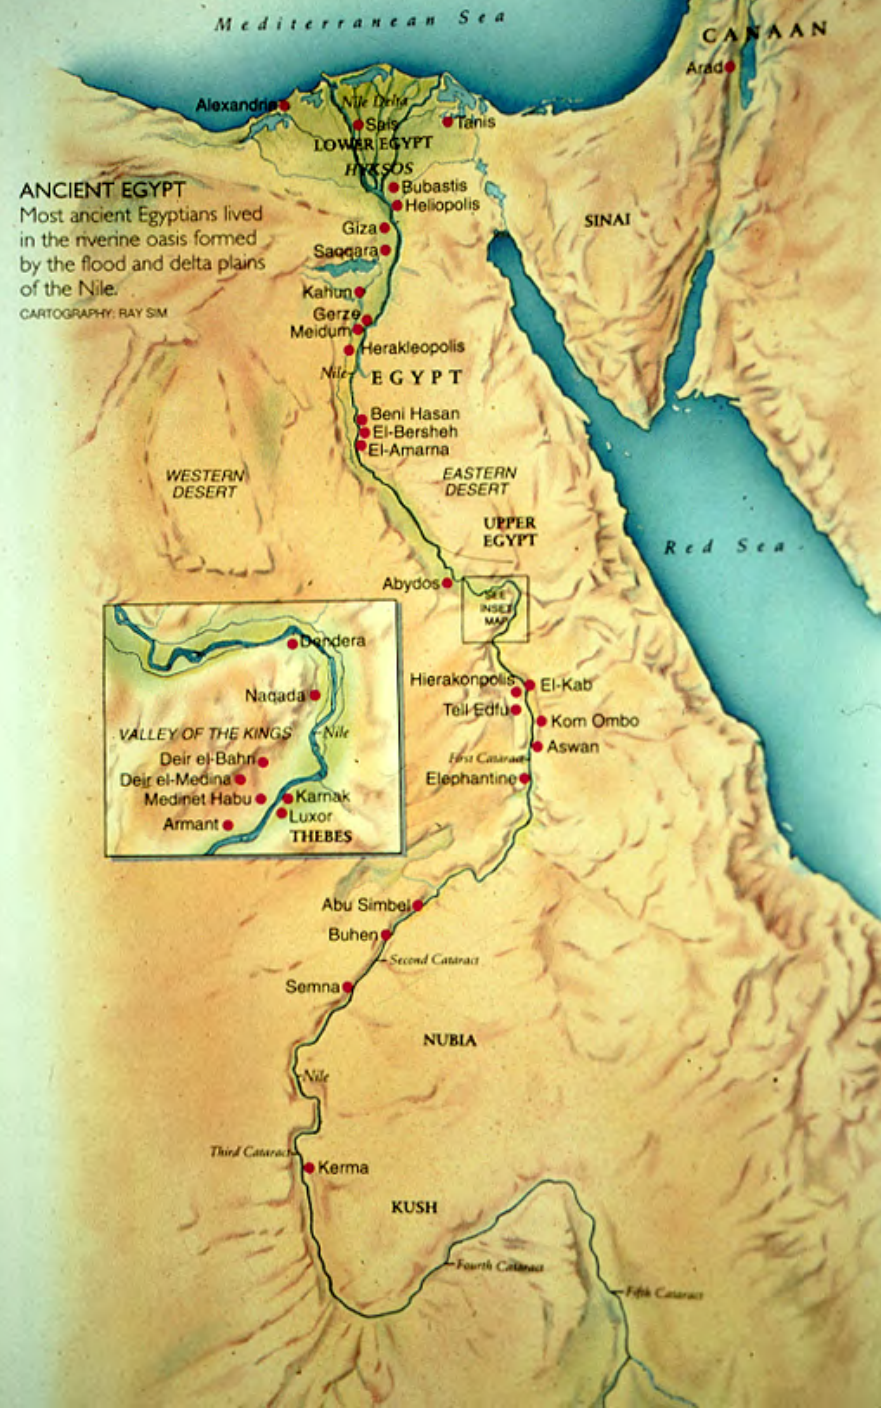 Mediterranean Sea
CANAAN
Arad
Alexandria
Nile Delta
Sais
Tanis
LOWER EGYPT
HYKSOS
ANCIENT EGYPT
Most ancient Egyptians lived
in the riverine oasis formed
by the flood and delta plains
of the Nile.
CARTOGRAPHY: RAY SIM
Bubastis
Heliopolis
SINAI
Giza
Saqqara
Kahun
Gerze
Meidum
Herakleopolis
Nile
EGYPT
Beni Hasan
El-Bersheh
El-Amarna
WESTERN
DESERT
EASTERN
DESERT
UPPER
EGYPT
Red Sea
Abydos
SEE
INSET
MAP
Dendera
Naqada
VALLEY OF THE KINGS
Nile
Deir el-Bahri
Deir el-Medina
Medinet Habu
Karnak
Luxor
Armant
THEBES
Hierakonpolis
El-Kab
Tell Edfu
Kom Ombo
Aswan
First Cataract
Elephantine
Abu Simbel
Buhen
Second Cataract
Semna
NUBIA
Nile
Third Cataract
Kerma
KUSH
Fourth Cataract
Fifth Cataract